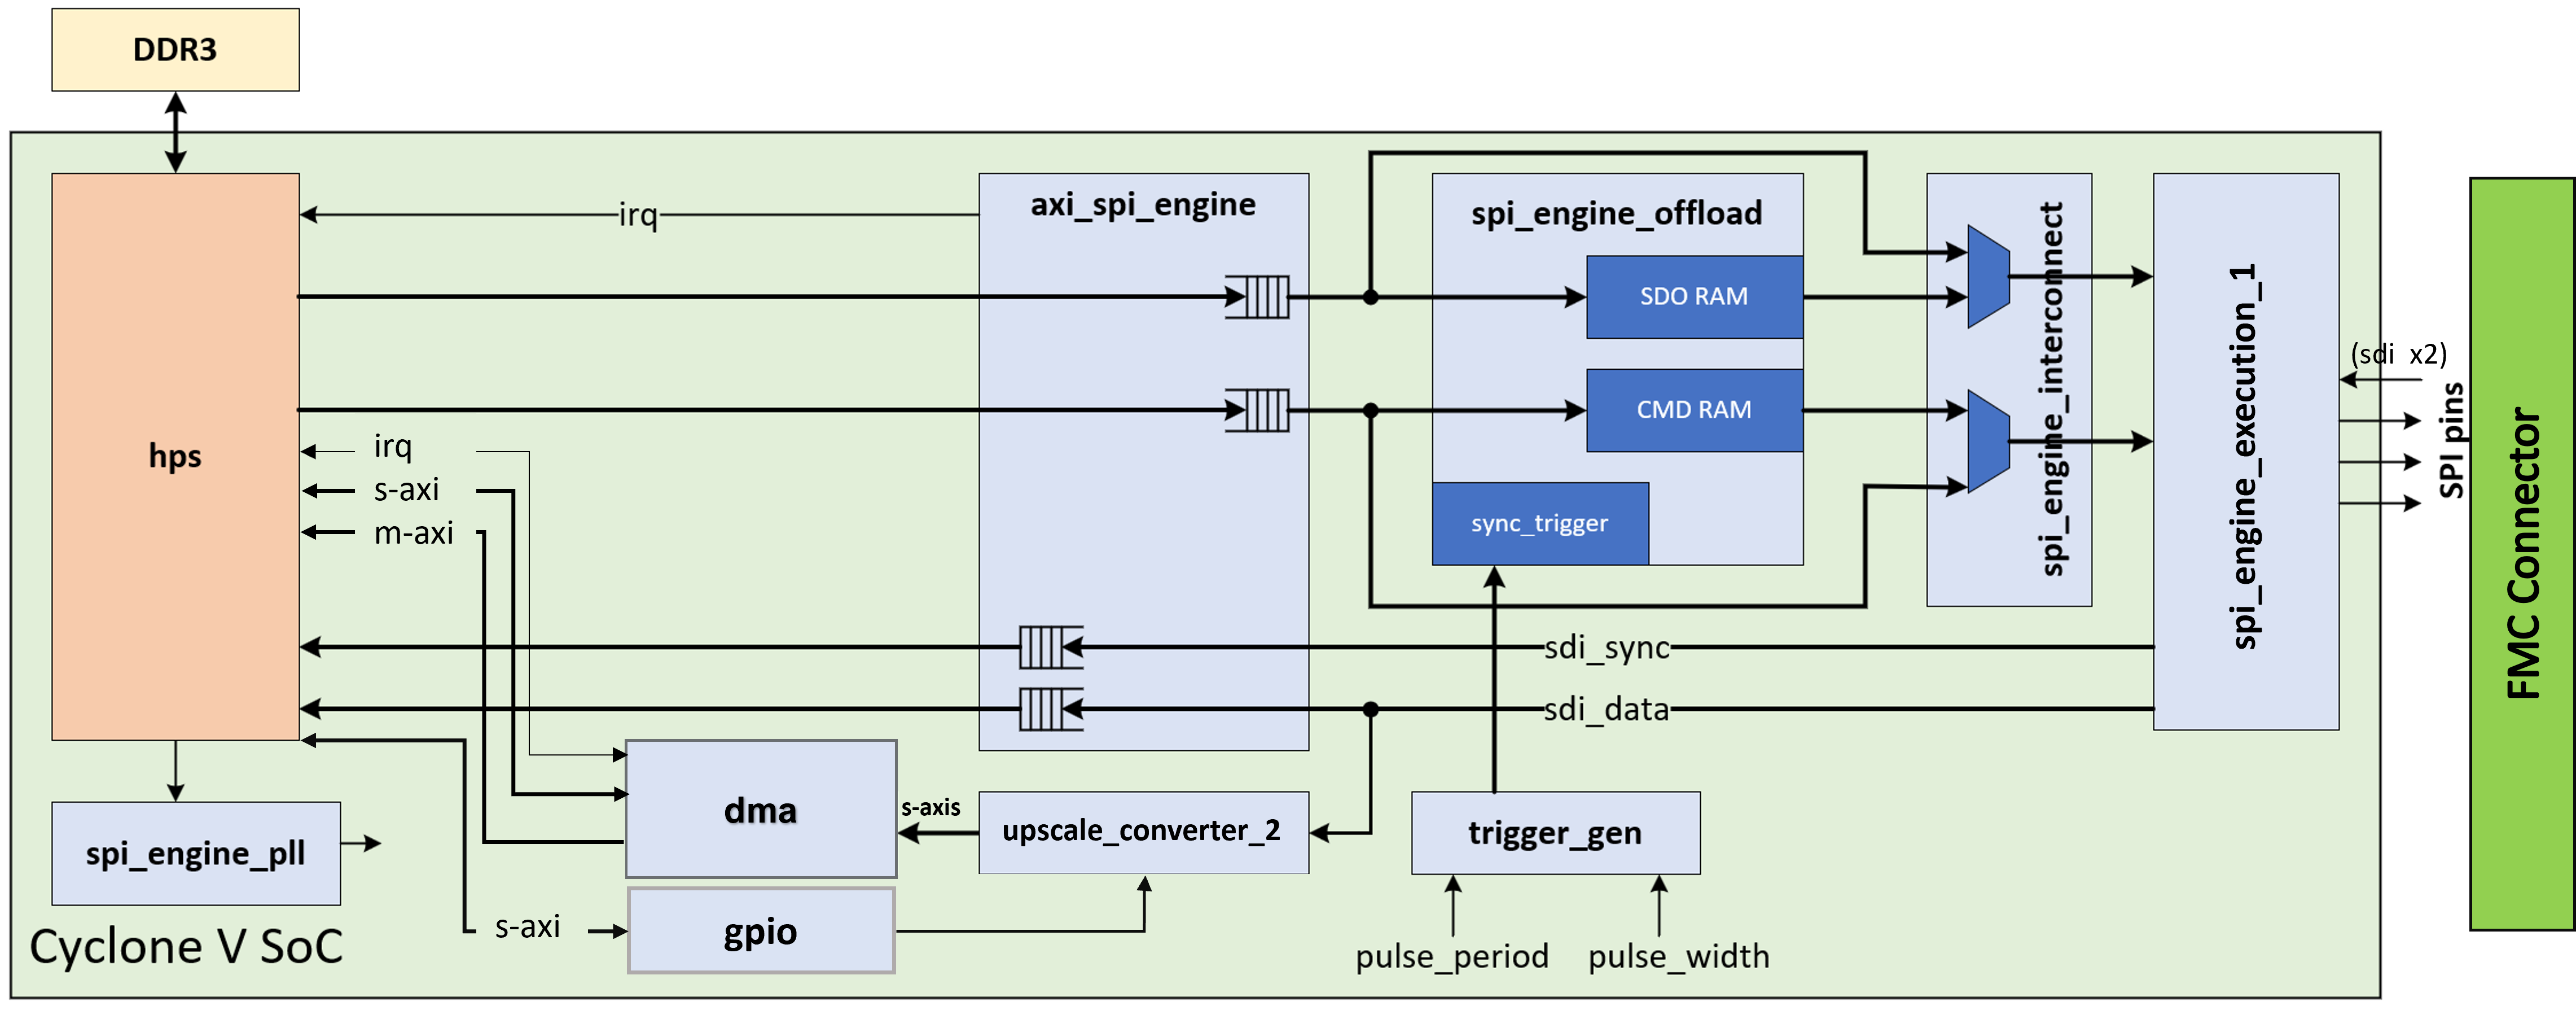 DDR3
irq
axi_spi_engine
spi_engine_offload
SDO RAM
CMD RAM
sync_trigger
spi_engine_interconnect
spi_engine_execution_1
(sdi x2)
SPI pins
FMC Connector
hps
irq
s-axi
m-axi
sdi_sync
sdi_data
dma
s-axis
upscale_converter_2
trigger_gen
spi_engine_pll
s-axi
gpio
pulse_period
pulse_width
Cyclone V SoC